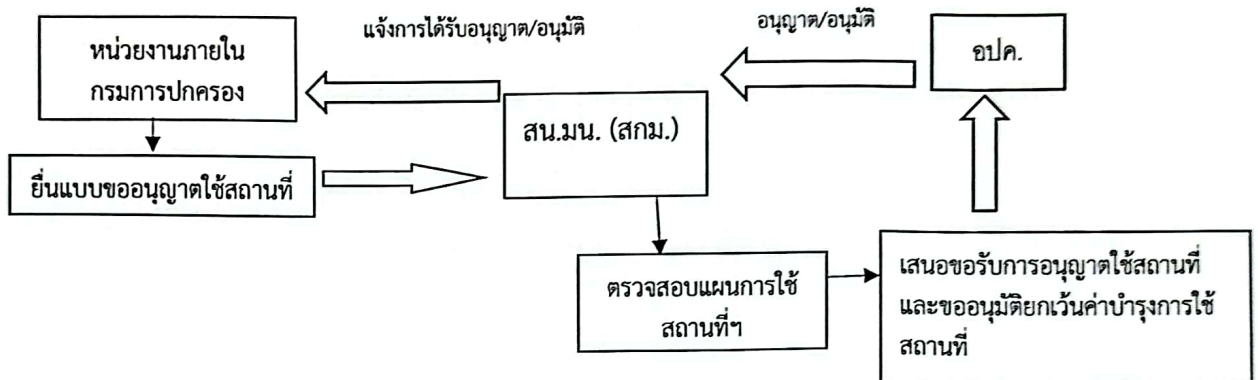 แจ้งการได้รับอนุญาต/อนุมัติ
อนุญาต/อนุมัติ
หน่วยงานภายใน
กรมการปกครอง
อปค.
สน.มน. (สกม.)
ยื่นแบบขออนุญาตใช้สถานที่
ตรวจสอบแผนการใช้
สถานที่ฯ
เสนอขอรับการอนุญาตใช้สถานที่
และขออนุมัติยกเว้นค่าบำรุงการใช้
สถานที่